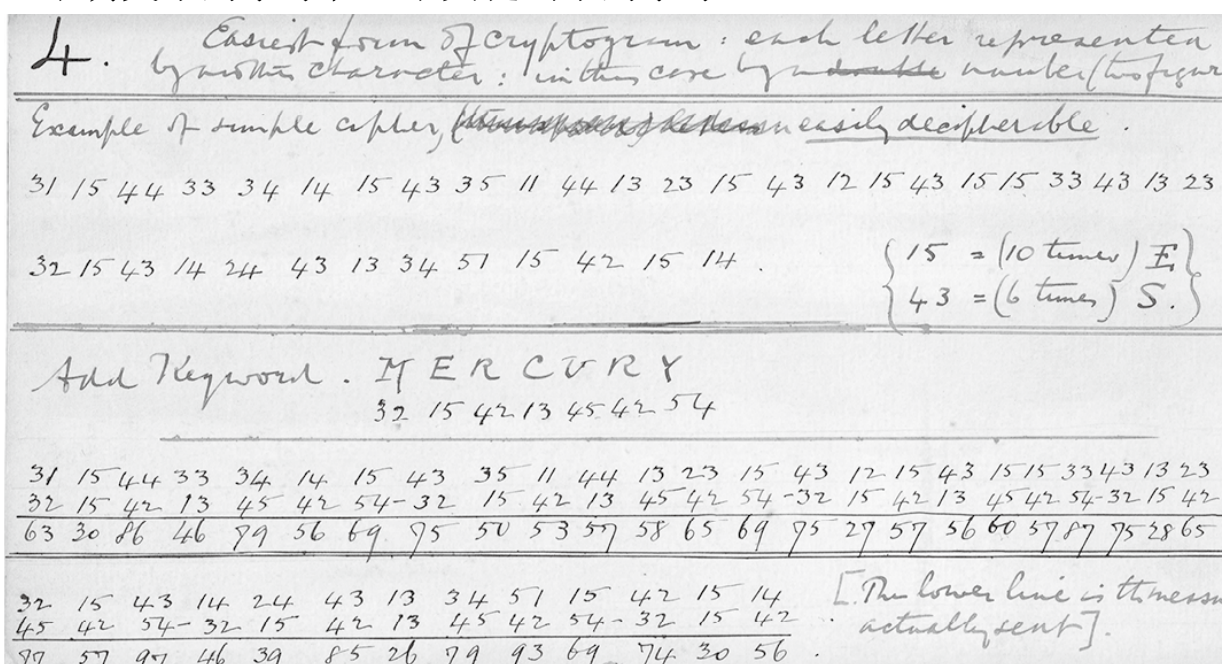 4. Easiest form of cryptogram: each letter represented
by another character: in this case by a double number (two figur
Example of simple cipher, easily decipherable.
31 15 44 33 34 14 15 43 35 11 44 13 23 15 43 12 15 43 15 15 33 43 13 23
32 15 43 14 24 43 13 34 51 15 42 15 14.
15 = (10 times) E
43 = (6 times) S.
Add Keyword. M E R C U R Y
32 15 42 13 45 42 54
31 15 44 33 34 14 15 43 35 11 44 13 23 15 43 12 15 43 15 15 33 43 13 23
32 15 42 13 45 42 54-32 15 42 13 45 42 54-32 15 42 13 45 42 54-32 15 42
63 30 86 46 79 56 69 75 50 53 57 58 65 69 75 27 57 56 60 57 87 75 28 65
32 15 43 14 24 43 13 34 51 15 42 15 14
45 42 54-32 15 42 13 45 42 54-32 15 42.
77 57 97 46 39 85 26 79 93 69 74 30 56.
[The lower line is the
actually sent].